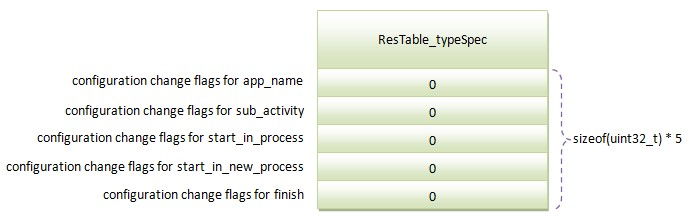 ResTable_typeSpec
configuration change flags for app_name 0
configuration change flags for sub_activity 0
configuration change flags for start_in_process 0
sizeof(uint32_t) * 5
configuration change flags for start_in_new_process 0
configuration change flags for finish 0